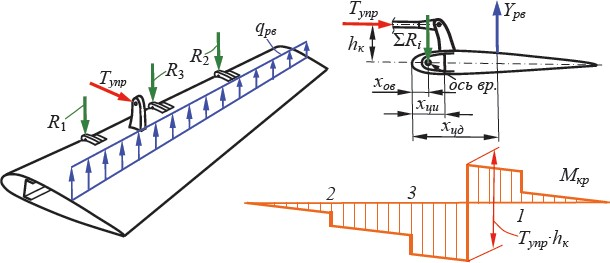 qрв
R2
Tупр
R3
R1
Tупр
Yрв
ΣRi
hк
xов
ось вр.
xци
xцд
Mкр
2
3
1
Tупр·hк